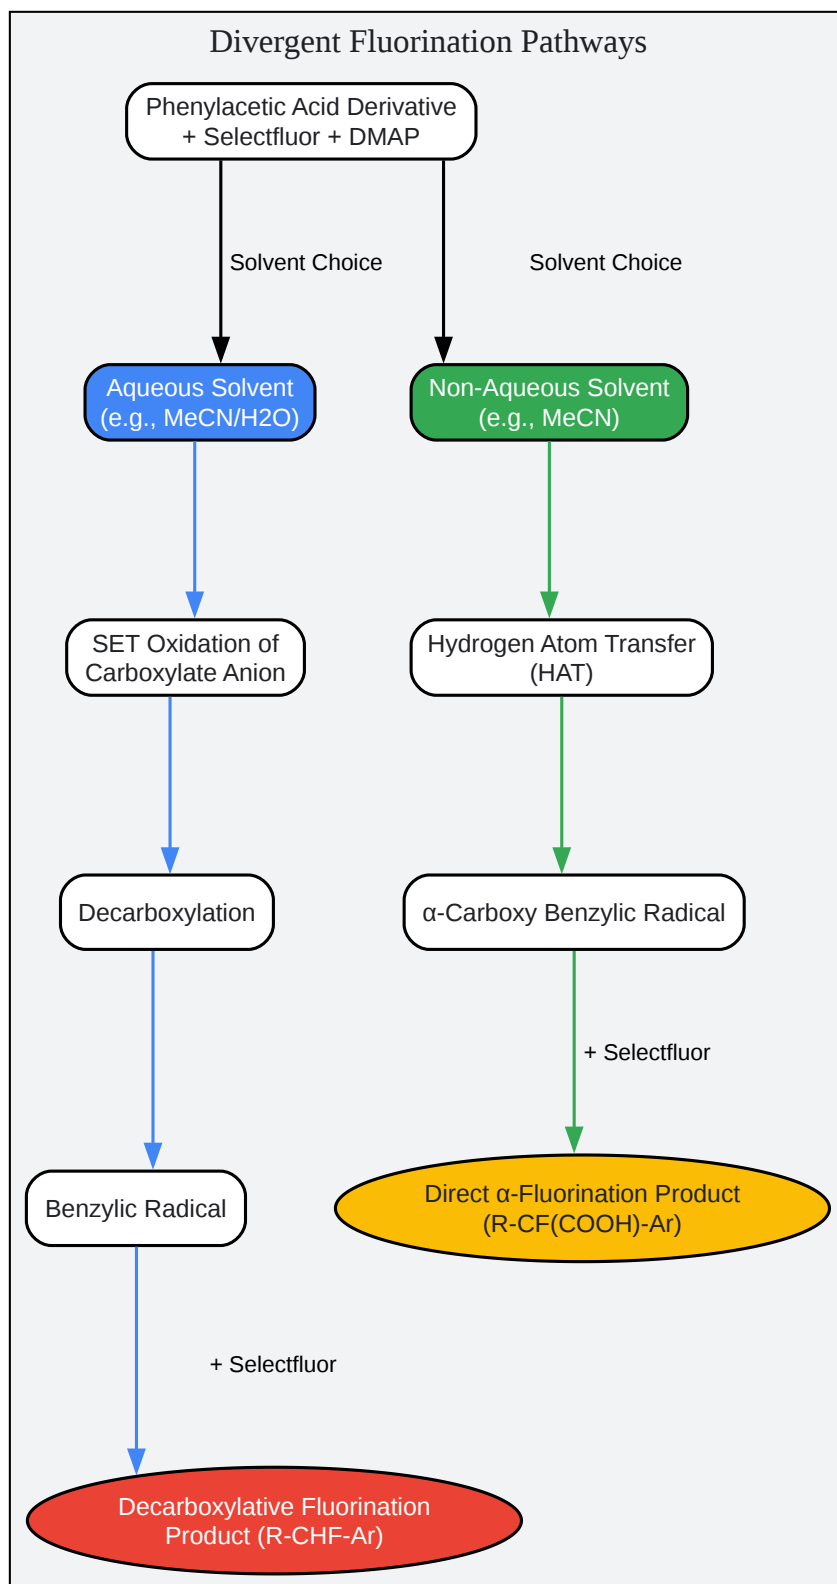 Divergent Fluorination Pathways
Phenylacetic Acid Derivative
+ Selectfluor + DMAP
Solvent Choice
Solvent Choice
Aqueous Solvent
(e.g., MeCN/H2O)
Non-Aqueous Solvent
(e.g., MeCN)
SET Oxidation of
Carboxylate Anion
Hydrogen Atom Transfer
(HAT)
Decarboxylation
α-Carboxy Benzylic Radical
+ Selectfluor
Benzylic Radical
Direct α-Fluorination Product
(R-CF(COOH)-Ar)
+ Selectfluor
Decarboxylative Fluorination
Product (R-CHF-Ar)